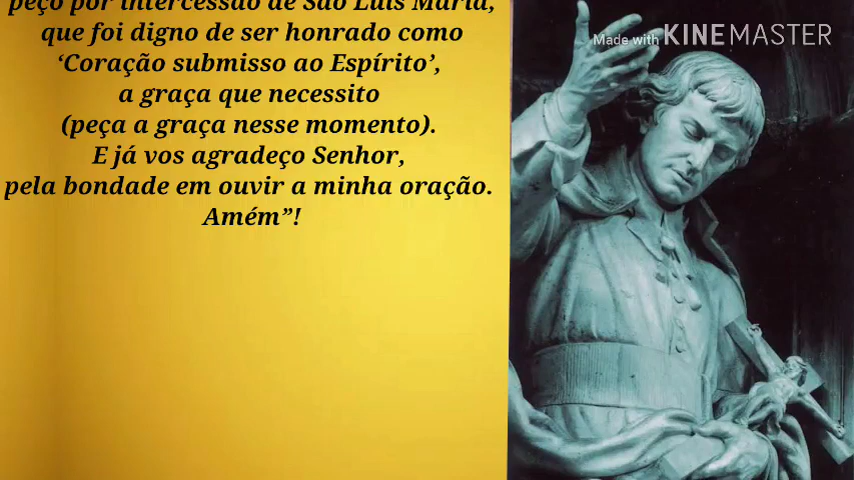 peço por intercessão de São Luis Maria,
que foi digno de ser honrado como
‘Coração submisso ao Espírito’,
a graça que necessito
(peça a graça nesse momento).
E já vos agradeço Senhor,
pela bondade em ouvir a minha oração.
Amém”!
Made with KINEMASTER